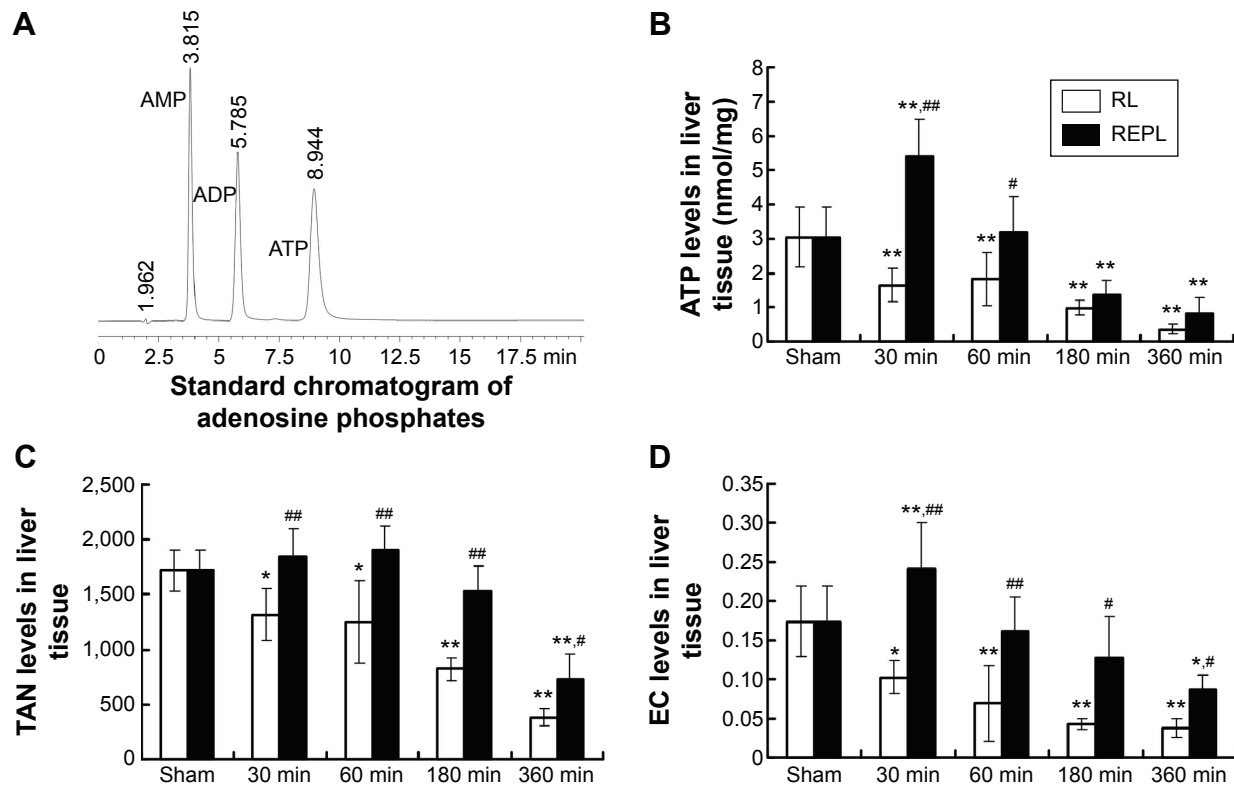 A
3.815
AMP
5.785
ADP
8.944
ATP
1.962
0 2.5 5 7.5 10 12.5 15 17.5 min
Standard chromatogram of
adenosine phosphates
B
ATP levels in liver
tissue (nmol/mg)
8
7
6
5
4
3
2
1
0
RL
REPL
**,##
#
**
**
**
**
**
**
Sham 30 min 60 min 180 min 360 min
C
TAN levels in liver
tissue
2,500
2,000
1,500
1,000
500
0
##
##
##
*
*
**
**,#
**
Sham 30 min 60 min 180 min 360 min
D
EC levels in liver
tissue
0.35
0.30
0.25
0.20
0.15
0.10
0.05
0
**,##
##
#
*
**
*,#
**
**
Sham 30 min 60 min 180 min 360 min